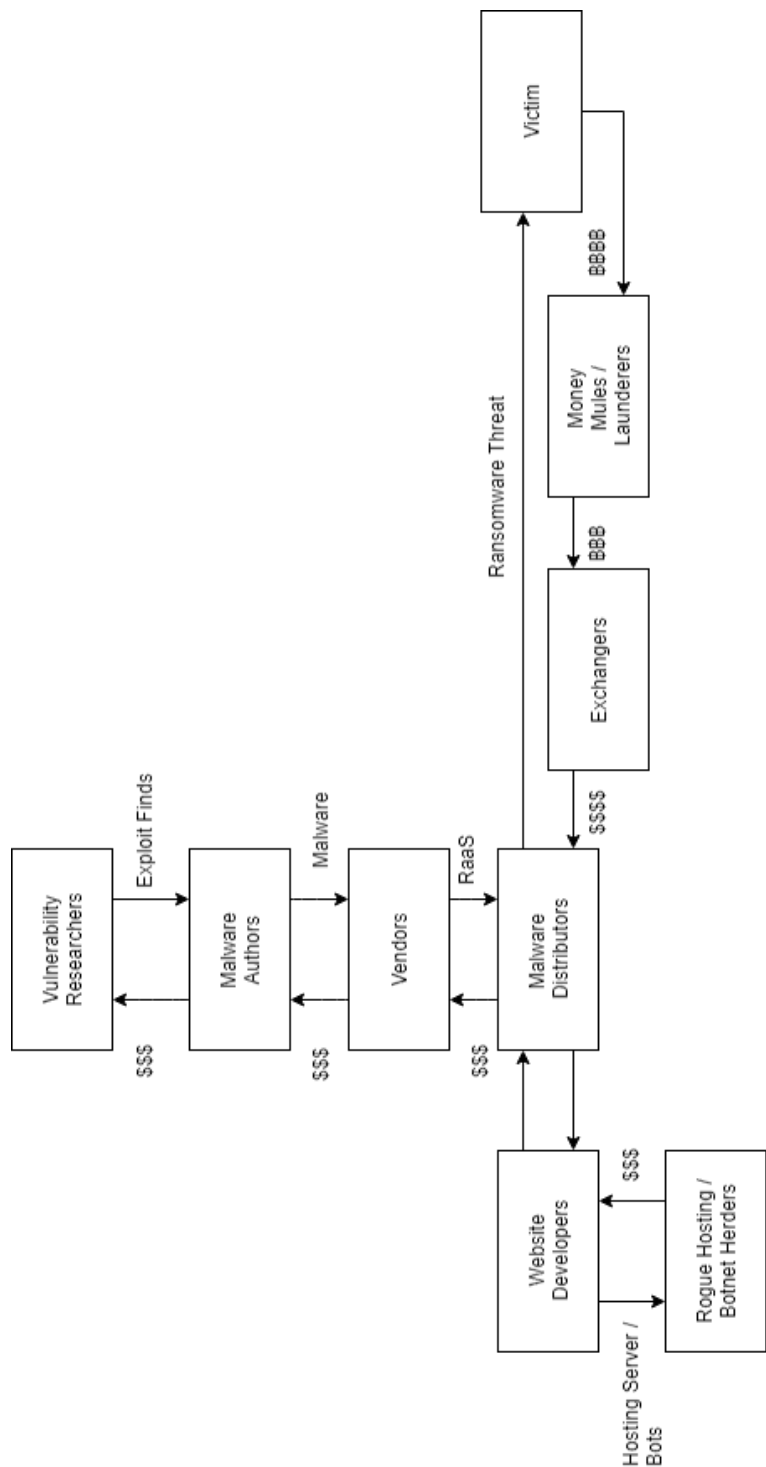 Vulnerability
Researchers
$$$
Exploit Finds
Malware
Authors
$$$
Malware
Vendors
$$$
RaaS
Ransomware Threat
Website
Developers
Malware
Distributors
Victim
$$$$
Exchangers
BBB
Money
Mules /
Launderers
BBBB
Hosting Server /
Bots
$$$
Rogue Hosting /
Botnet Herders